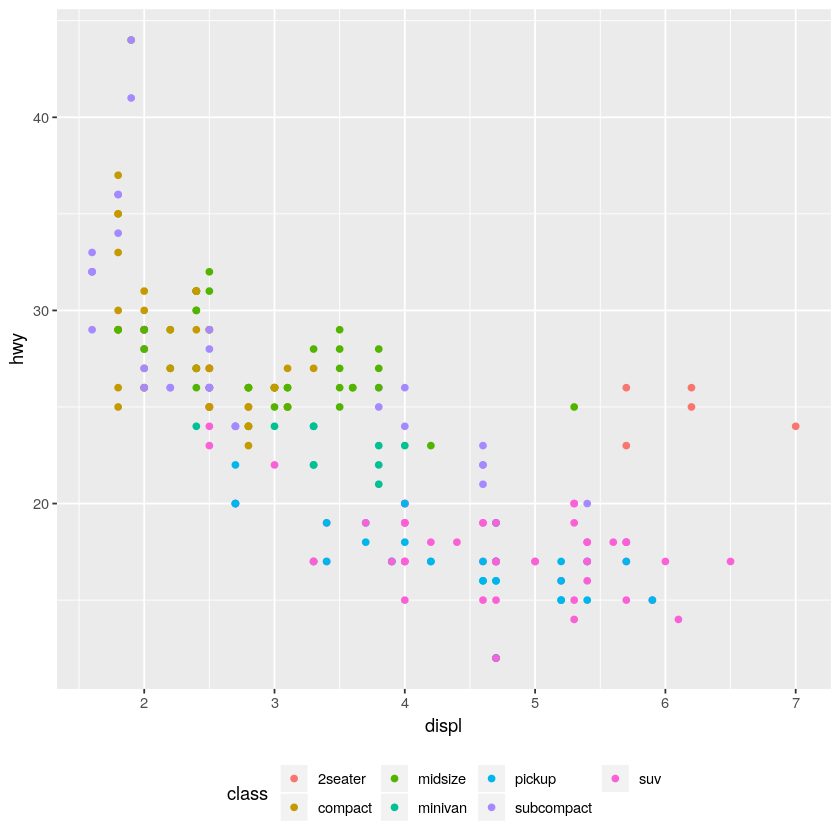 40
30
20
hwy
2 3 4 5 6 7
displ
class
2seater midsize pickup suv
compact minivan subcompact